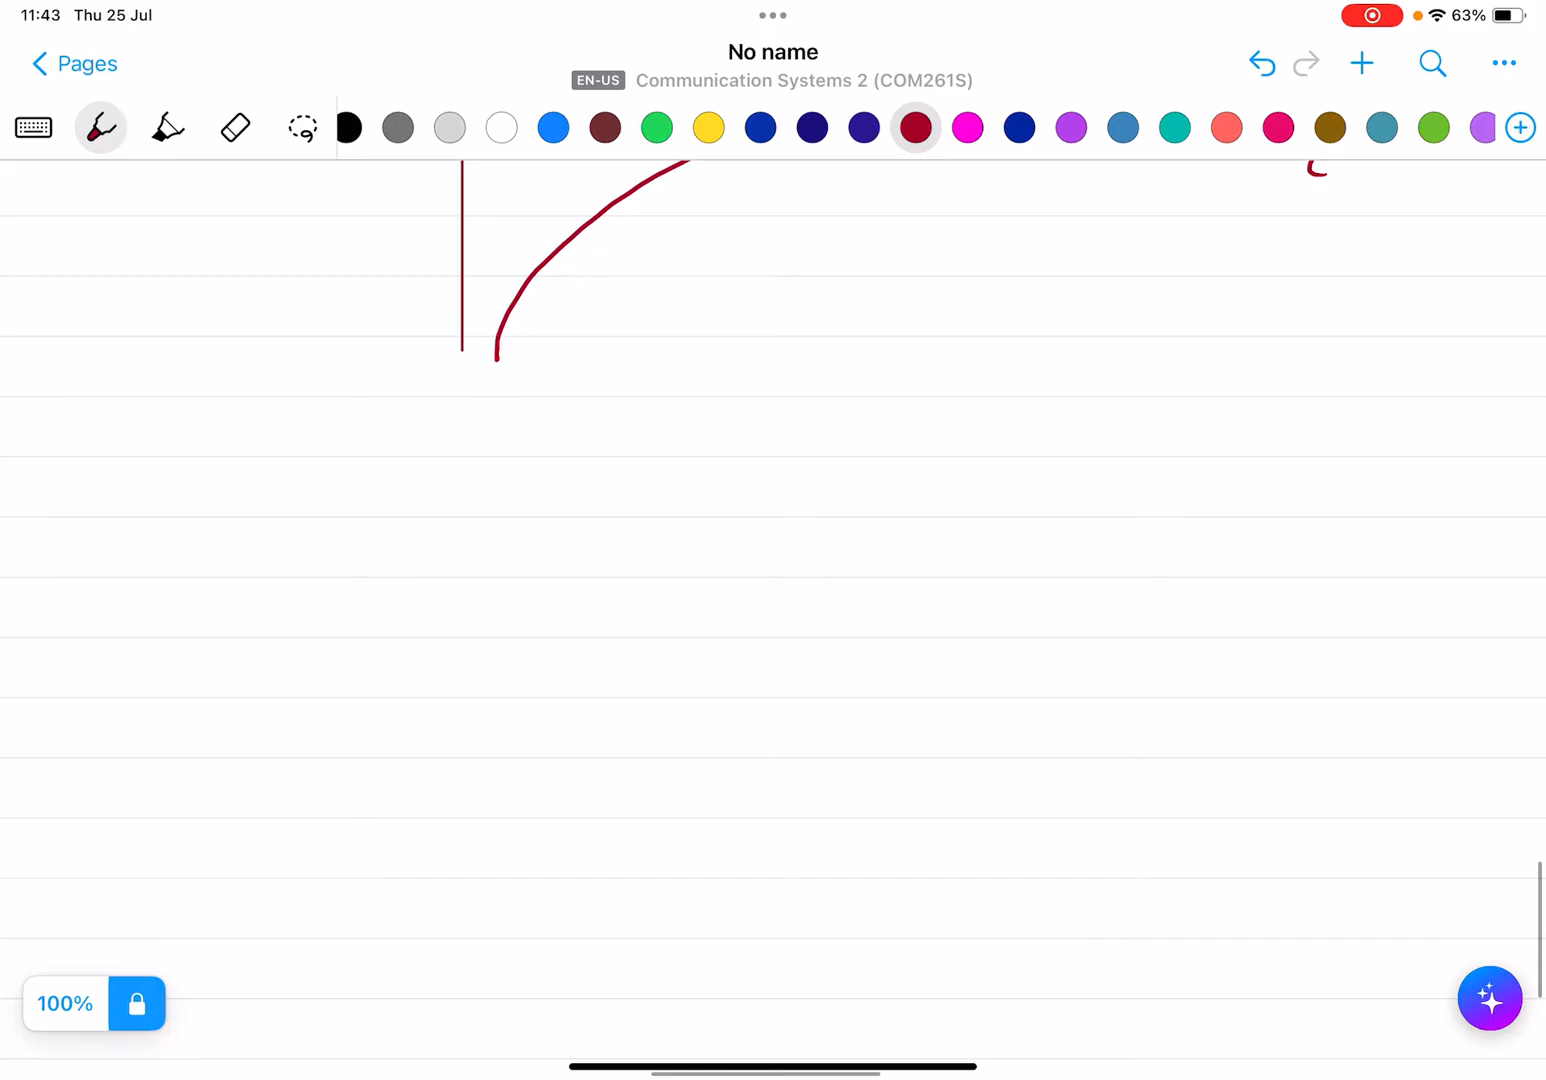 11:43 Thu 25 Jul
63%
Pages
No name
EN-US Communication Systems 2 (COM261S)
100%